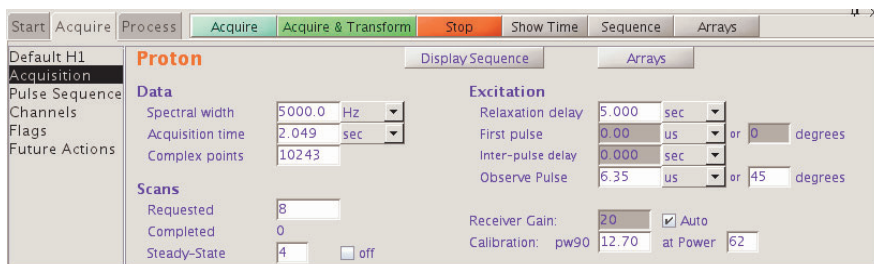 Start Acquire Process Acquire Acquire & Transform Stop Show Time Sequence Arrays
Default H1
Acquisition
Pulse Sequence
Channels
Flags
Future Actions
Proton Display Sequence Arrays
Data
Spectral width 5000.0 Hz
Acquisition time 2.049 sec
Complex points 10243
Scans
Requested 8
Completed 0
Steady-State 4 off
Excitation
Relaxation delay 5.000 sec
First pulse 0.00 us or 0 degrees
Inter-pulse delay 0.000 sec
Observe Pulse 6.35 us or 45 degrees
Receiver Gain: 20 Auto
Calibration: pw90 12.70 at Power 62